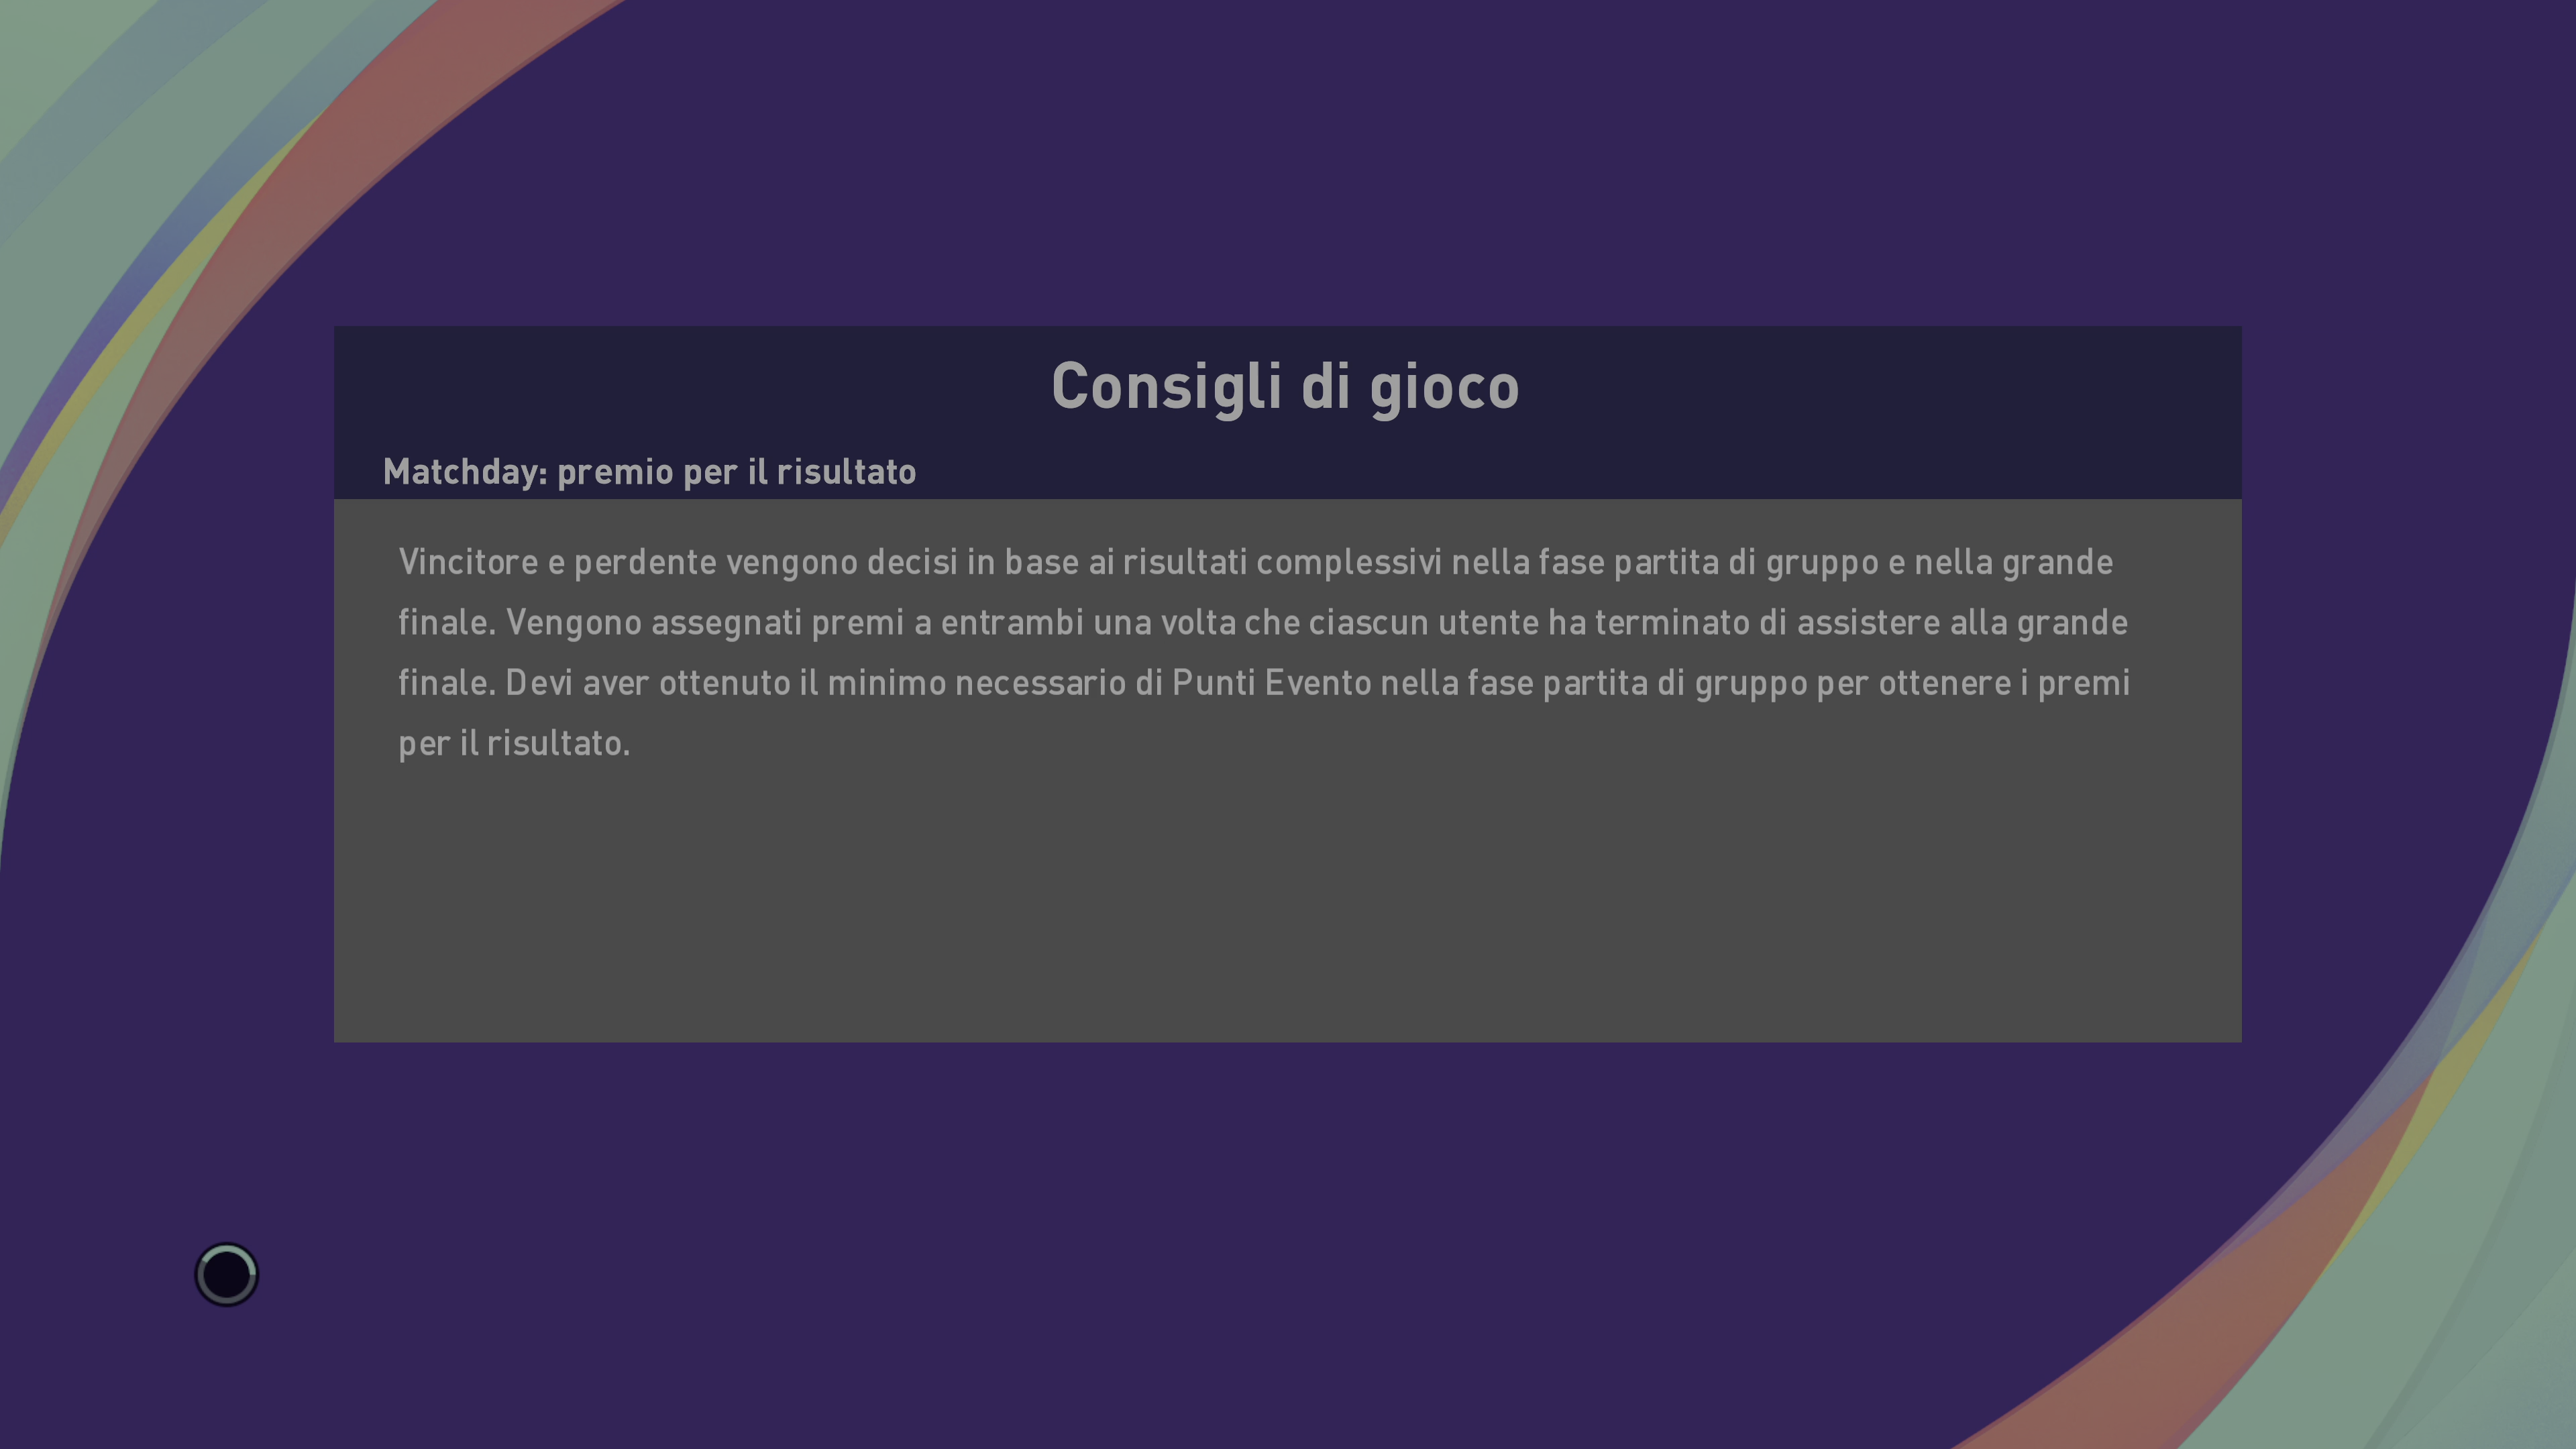 Consigli di gioco
Matchday: premio per il risultato
Vincitore e perdente vengono decisi in base ai risultati complessivi nella fase partita di gruppo e nella grande
finale. Vengono assegnati premi a entrambi una volta che ciascun utente ha terminato di assistere alla grande
finale. Devi aver ottenuto il minimo necessario di Punti Evento nella fase partita di gruppo per ottenere i premi
per il risultato.